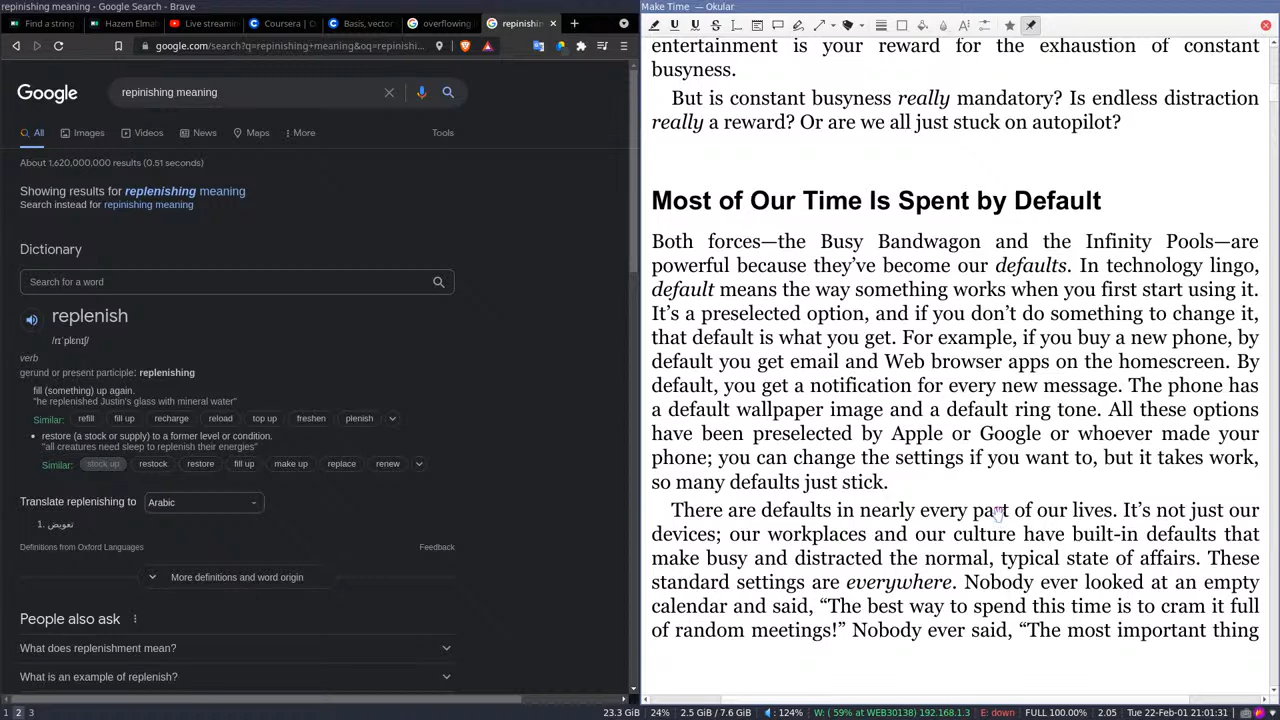 repinishing meaning - Google Search - Brave
Find a string
Hazem Elmaf
Live streami
Coursera | C
Basis, vector
overflowing
repinishin
google.com/search?q=repinishing+meaning&oq=repinishi...
Google
repinishing meaning
All
Images
Videos
News
Maps
More
Tools
About 1,620,000,000 results (0.51 seconds)
Showing results for replenishing meaning
Search instead for repinishing meaning
Dictionary
Search for a word
replenish
/rɪˈplɛnɪʃ/
verb
gerund or present participle: replenishing
fill (something) up again.
"he replenished Justin's glass with mineral water"
Similar:
refill
fill up
recharge
reload
top up
freshen
plenish
restore (a stock or supply) to a former level or condition.
"all creatures need sleep to replenish their energies"
Similar:
stock up
restock
restore
fill up
make up
replace
renew
Translate replenishing to
Arabic
1. تعويض
Definitions from Oxford Languages
Feedback
More definitions and word origin
People also ask
What does replenishment mean?
What is an example of replenish?
Make Time — Okular
entertainment is your reward for the exhaustion of constant
busyness.
But is constant busyness really mandatory? Is endless distraction
really a reward? Or are we all just stuck on autopilot?
Most of Our Time Is Spent by Default
Both forces—the Busy Bandwagon and the Infinity Pools—are
powerful because they've become our defaults. In technology lingo,
default means the way something works when you first start using it.
It's a preselected option, and if you don't do something to change it,
that default is what you get. For example, if you buy a new phone, by
default you get email and Web browser apps on the homescreen. By
default, you get a notification for every new message. The phone has
a default wallpaper image and a default ring tone. All these options
have been preselected by Apple or Google or whoever made your
phone; you can change the settings if you want to, but it takes work,
so many defaults just stick.
There are defaults in nearly every part of our lives. It's not just our
devices; our workplaces and our culture have built-in defaults that
make busy and distracted the normal, typical state of affairs. These
standard settings are everywhere. Nobody ever looked at an empty
calendar and said, “The best way to spend this time is to cram it full
of random meetings!” Nobody ever said, “The most important thing
1 2 3
23.3 GiB
24%
2.5 GiB / 7.6 GiB
: 124%
W: ( 59% at WEB30138) 192.168.1.3
E: down
FULL 100.00%
2.05
Tue 22-Feb-01 21:01:31